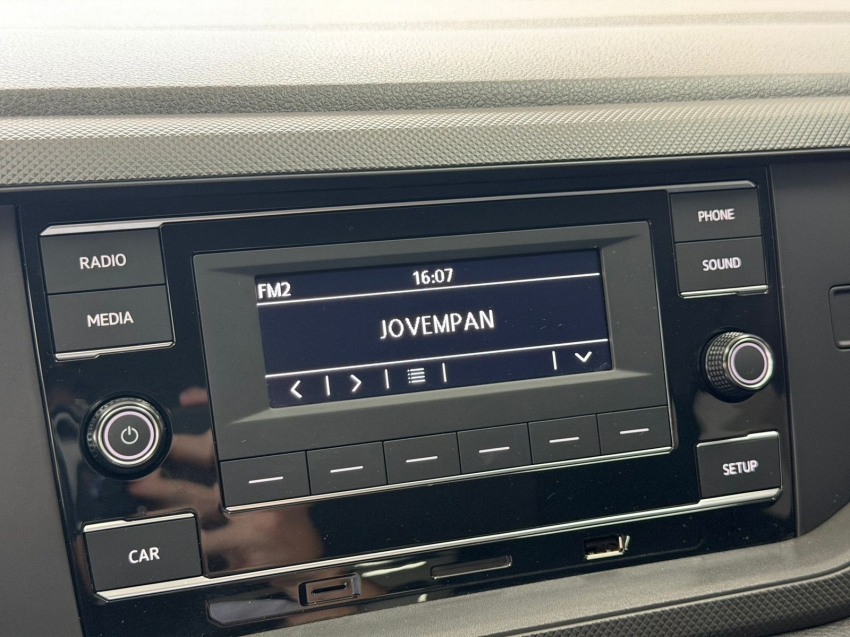 RADIO
MEDIA
FM2
16:07
JOVEMPAN
PHONE
SOUND
SETUP
CAR